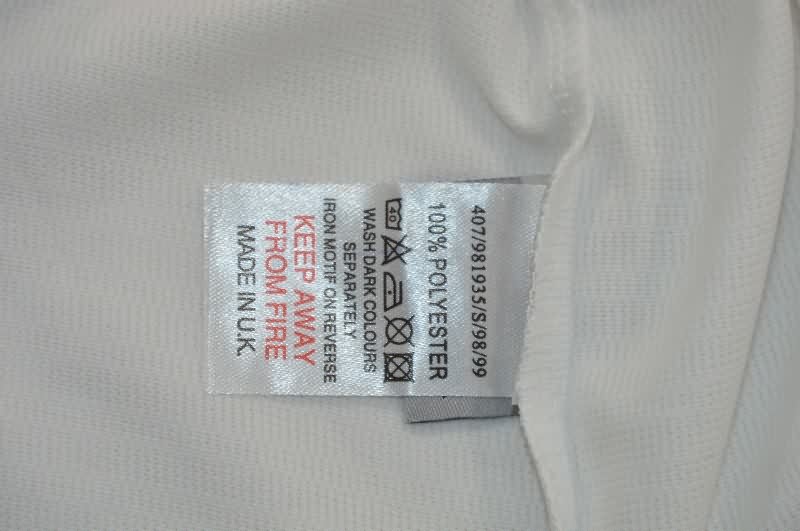 407/981935/S/98/99
100% POLYESTER
40
WASH DARK COLOURS
SEPARATELY
IRON MOTIF ON REVERSE
KEEP AWAY
FROM FIRE
MADE IN U.K.